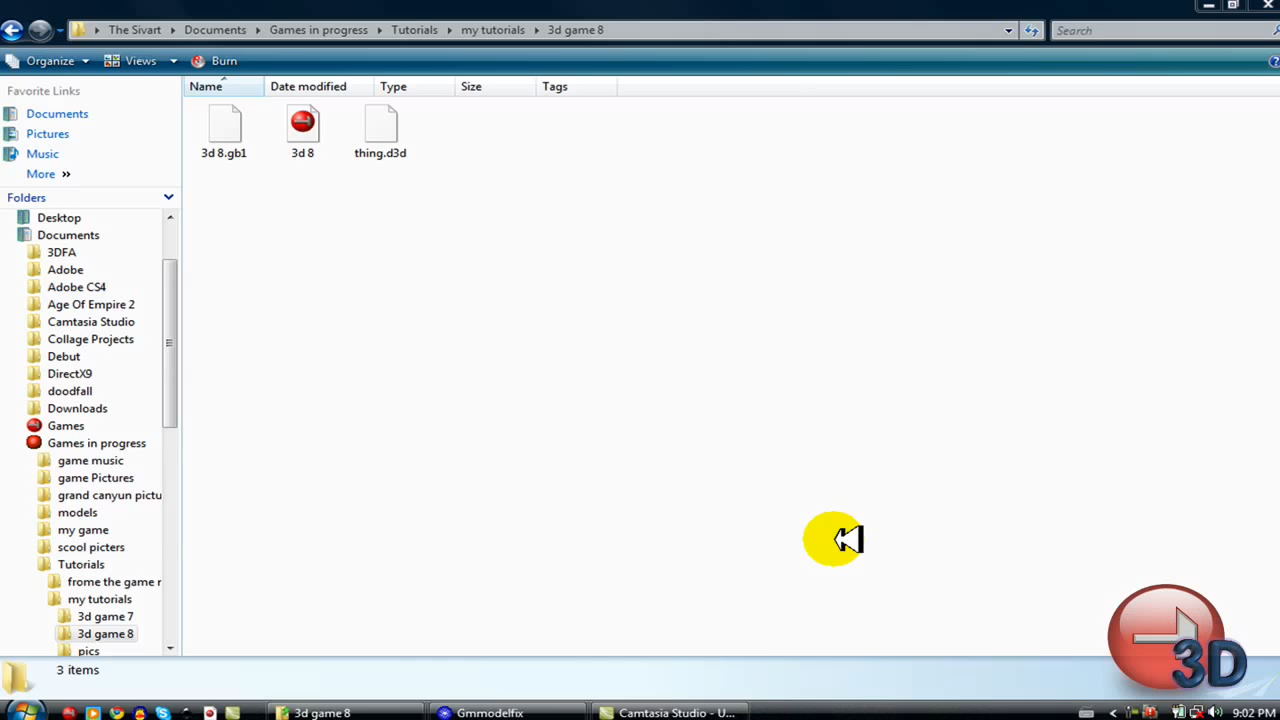 The Sivart Documents Games in progress Tutorials my tutorials 3d game 8 Search
Organize Views Burn
Favorite Links
Documents
Pictures
Music
More »
Folders
Desktop
Documents
3DFA
Adobe
Adobe CS4
Age Of Empire 2
Camtasia Studio
Collage Projects
Debut
DirectX9
doodfall
Downloads
Games
Games in progress
game music
game Pictures
grand canyun pictu
models
my game
scool picters
Tutorials
frome the game r
my tutorials
3d game 7
3d game 8
pics
Name Date modified Type Size Tags
3d 8.gb1 3d 8 thing.d3d
3D
3 items
3d game 8 Gmmodelfix Camtasia Studio - U... 9:02 PM